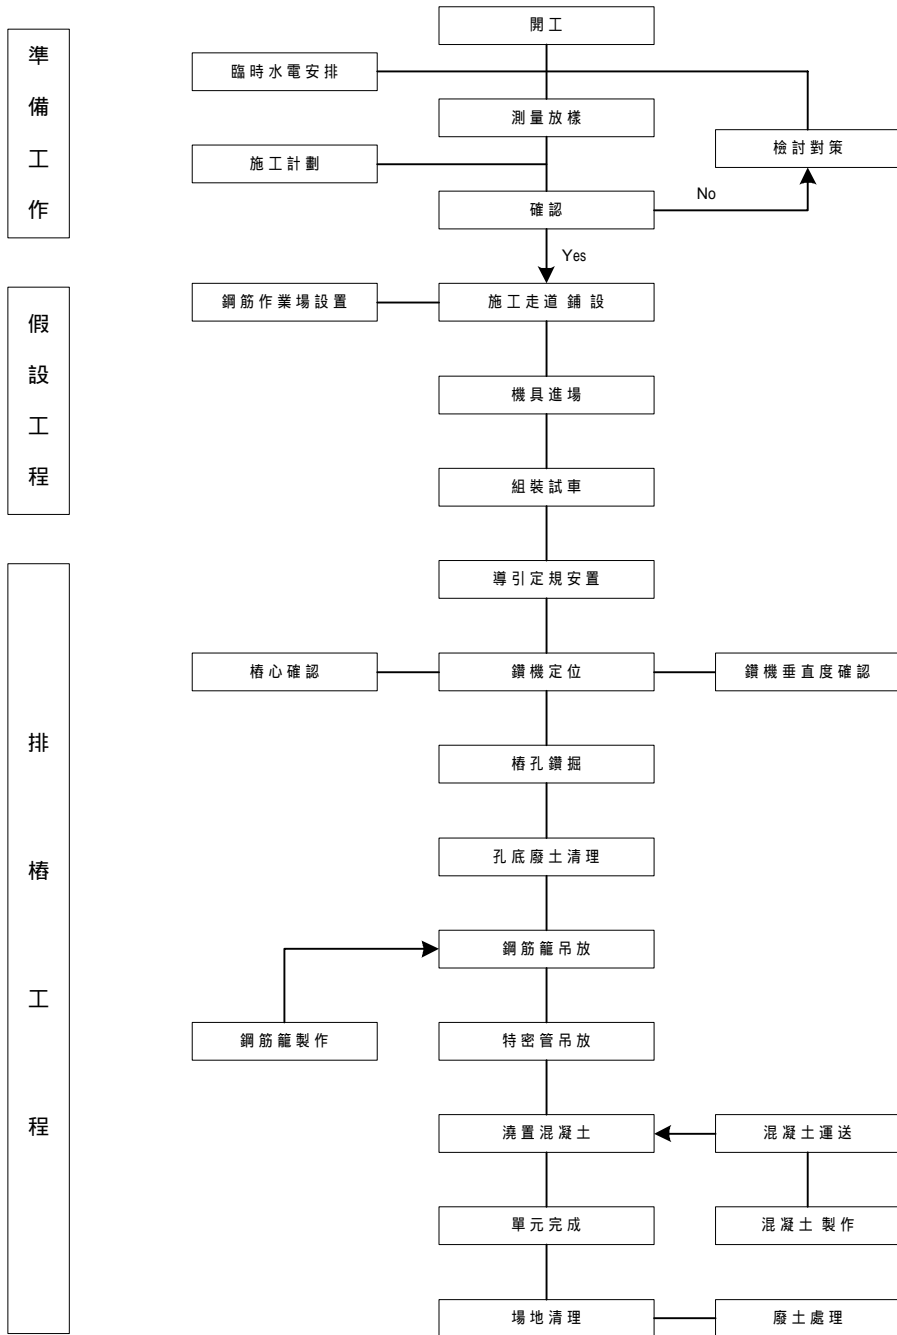 準備工作
開工
臨時水電安排
測量放樣
檢討對策
施工計劃
確認
No
Yes
假設工程
鋼筋作業場設置
施工走道 鋪 設
機具進場
組裝試車
排樁工程
導引定規安置
樁心確認
鑽機定位
鑽機垂直度確認
樁孔鑽掘
孔底廢土清理
鋼筋籠吊放
鋼筋籠製作
特密管吊放
澆置混凝土
混凝土運送
單元完成
混凝土 製作
場地清理
廢土處理